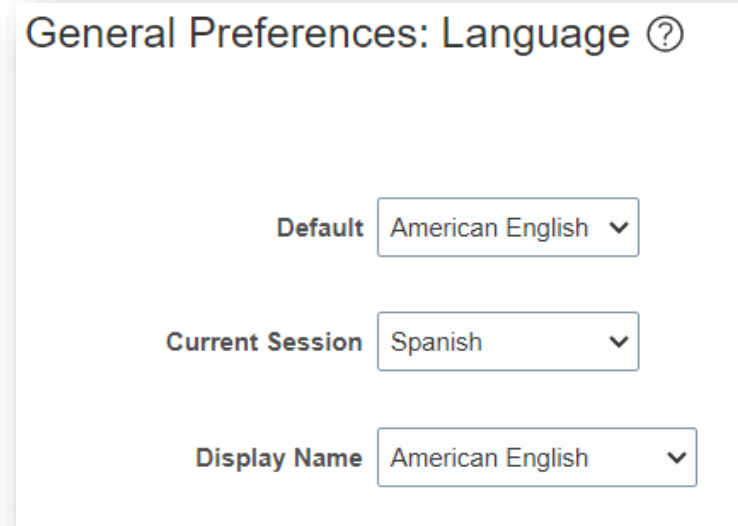 General Preferences: Language ?
Default American English
Current Session Spanish
Display Name American English